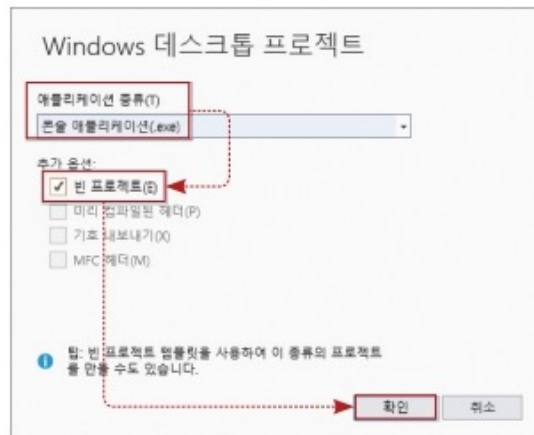 Windows 데스크톱 프로젝트
애플리케이션 종류(T)
콘솔 애플리케이션(.exe)
추가 옵션:
빈 프로젝트(E)
미리 컴파일된 헤더(P)
기호 내보내기(X)
MFC 헤더(M)
팁: 빈 프로젝트 템플릿을 사용하여 이 종류의 프로젝트
를 만들 수도 있습니다.
확인 취소